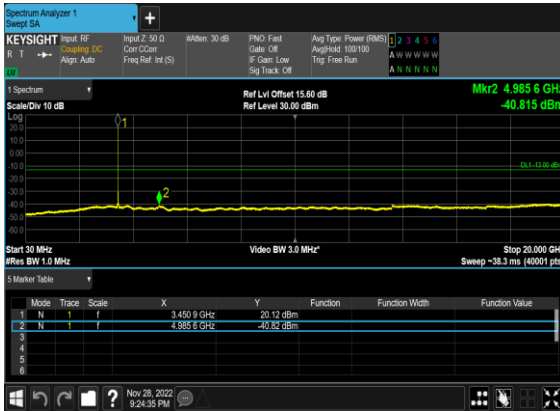 Spectrum Analyzer 1
Swept SA
+
KEYSIGHT Input: RF Input Z: 50 Ω #Atten: 30 dB PNO: Fast Avg Type: Power (RMS) 1 2 3 4 5 6
R T Coupling: DC Corr CCorr Gate: Off Avg|Hold: 100/100 A W W W W W
Align: Auto Freq Ref: Int (S) IF Gain: Low Trig: Free Run
Sig Track: Off A N N N N N
1 Spectrum Ref Lvl Offset 15.60 dB Mkr2 4.985 6 GHz
Scale/Div 10 dB Ref Level 30.00 dBm -40.815 dBm
Log
20.0
10.0
0.00
-10.0
-20.0
-30.0
-40.0
-50.0
-60.0
1
2
DL1 -13.00 dBm
Start 30 MHz Video BW 3.0 MHz* Stop 20.000 GHz
#Res BW 1.0 MHz Sweep ~38.3 ms (40001 pts)
5 Marker Table
Mode Trace Scale X Y Function Function Width Function Value
1 N 1 f 3.450 9 GHz 20.12 dBm
2 N 1 f 4.985 6 GHz -40.82 dBm
3
4
5
6
? Nov 28, 2022
9:24:35 PM